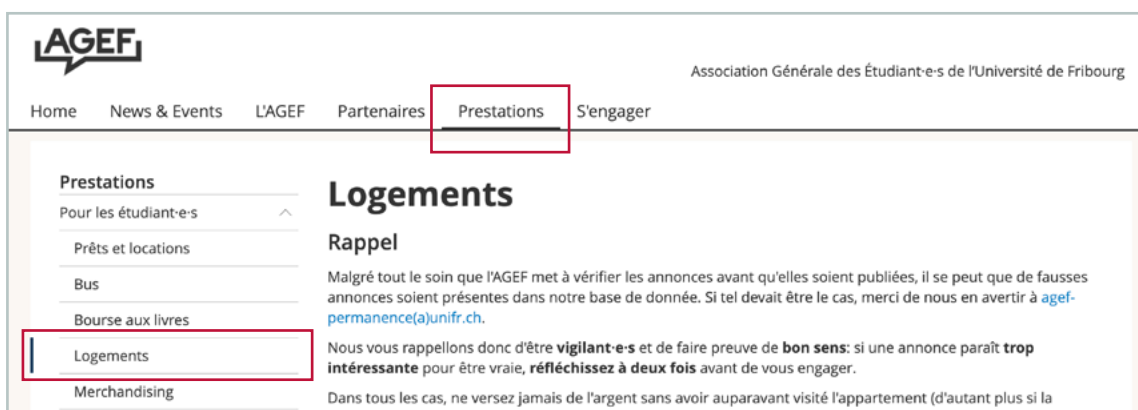 AGEF
Association Générale des Étudiant·e·s de l'Université de Fribourg
Home News & Events L'AGEF Partenaires Prestations S'engager
Prestations
Pour les étudiant·e·s
Prêts et locations
Bus
Bourse aux livres
Logements
Merchandising
Logements
Rappel
Malgré tout le soin que l'AGEF met à vérifier les annonces avant qu'elles soient publiées, il se peut que de fausses
annonces soient présentes dans notre base de donnée. Si tel devait être le cas, merci de nous en avertir à agef-
permanence(a)unifr.ch.
Nous vous rappellons donc d'être vigilant·e·s et de faire preuve de bon sens: si une annonce paraît trop
intéressante pour être vraie, réfléchissez à deux fois avant de vous engager.
Dans tous les cas, ne versez jamais de l'argent sans avoir auparavant visité l'appartement (d'autant plus si la